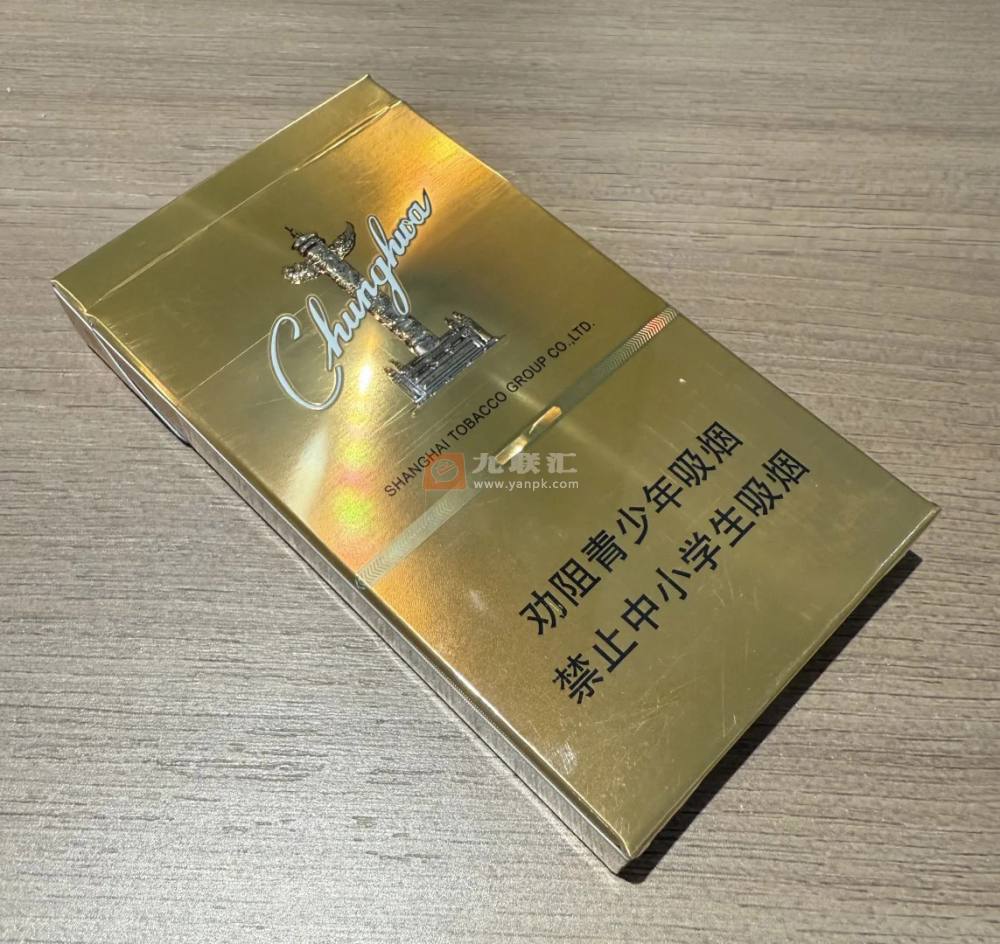 Chunghwa
SHANGHAI TOBACCO GROUP CO.,LTD.
九联汇
www.yanpk.com
劝阻青少年吸烟
禁止中小学生吸烟